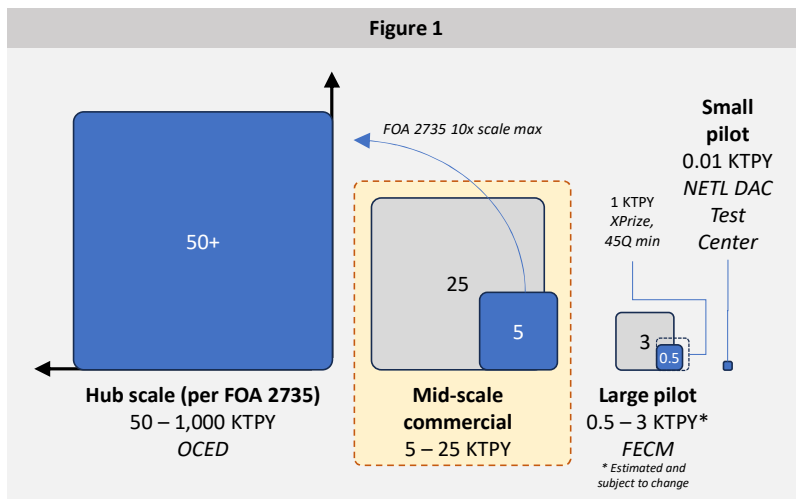 Figure 1
50+
Hub scale (per FOA 2735)
50 – 1,000 KTPY
OCED
FOA 2735 10x scale max
25
5
Mid-scale
commercial
5 – 25 KTPY
1 KTPY
XPrize,
45Q min
3
0.5
Large pilot
0.5 – 3 KTPY*
FECM
* Estimated and
subject to change
Small
pilot
0.01 KTPY
NETL DAC
Test
Center